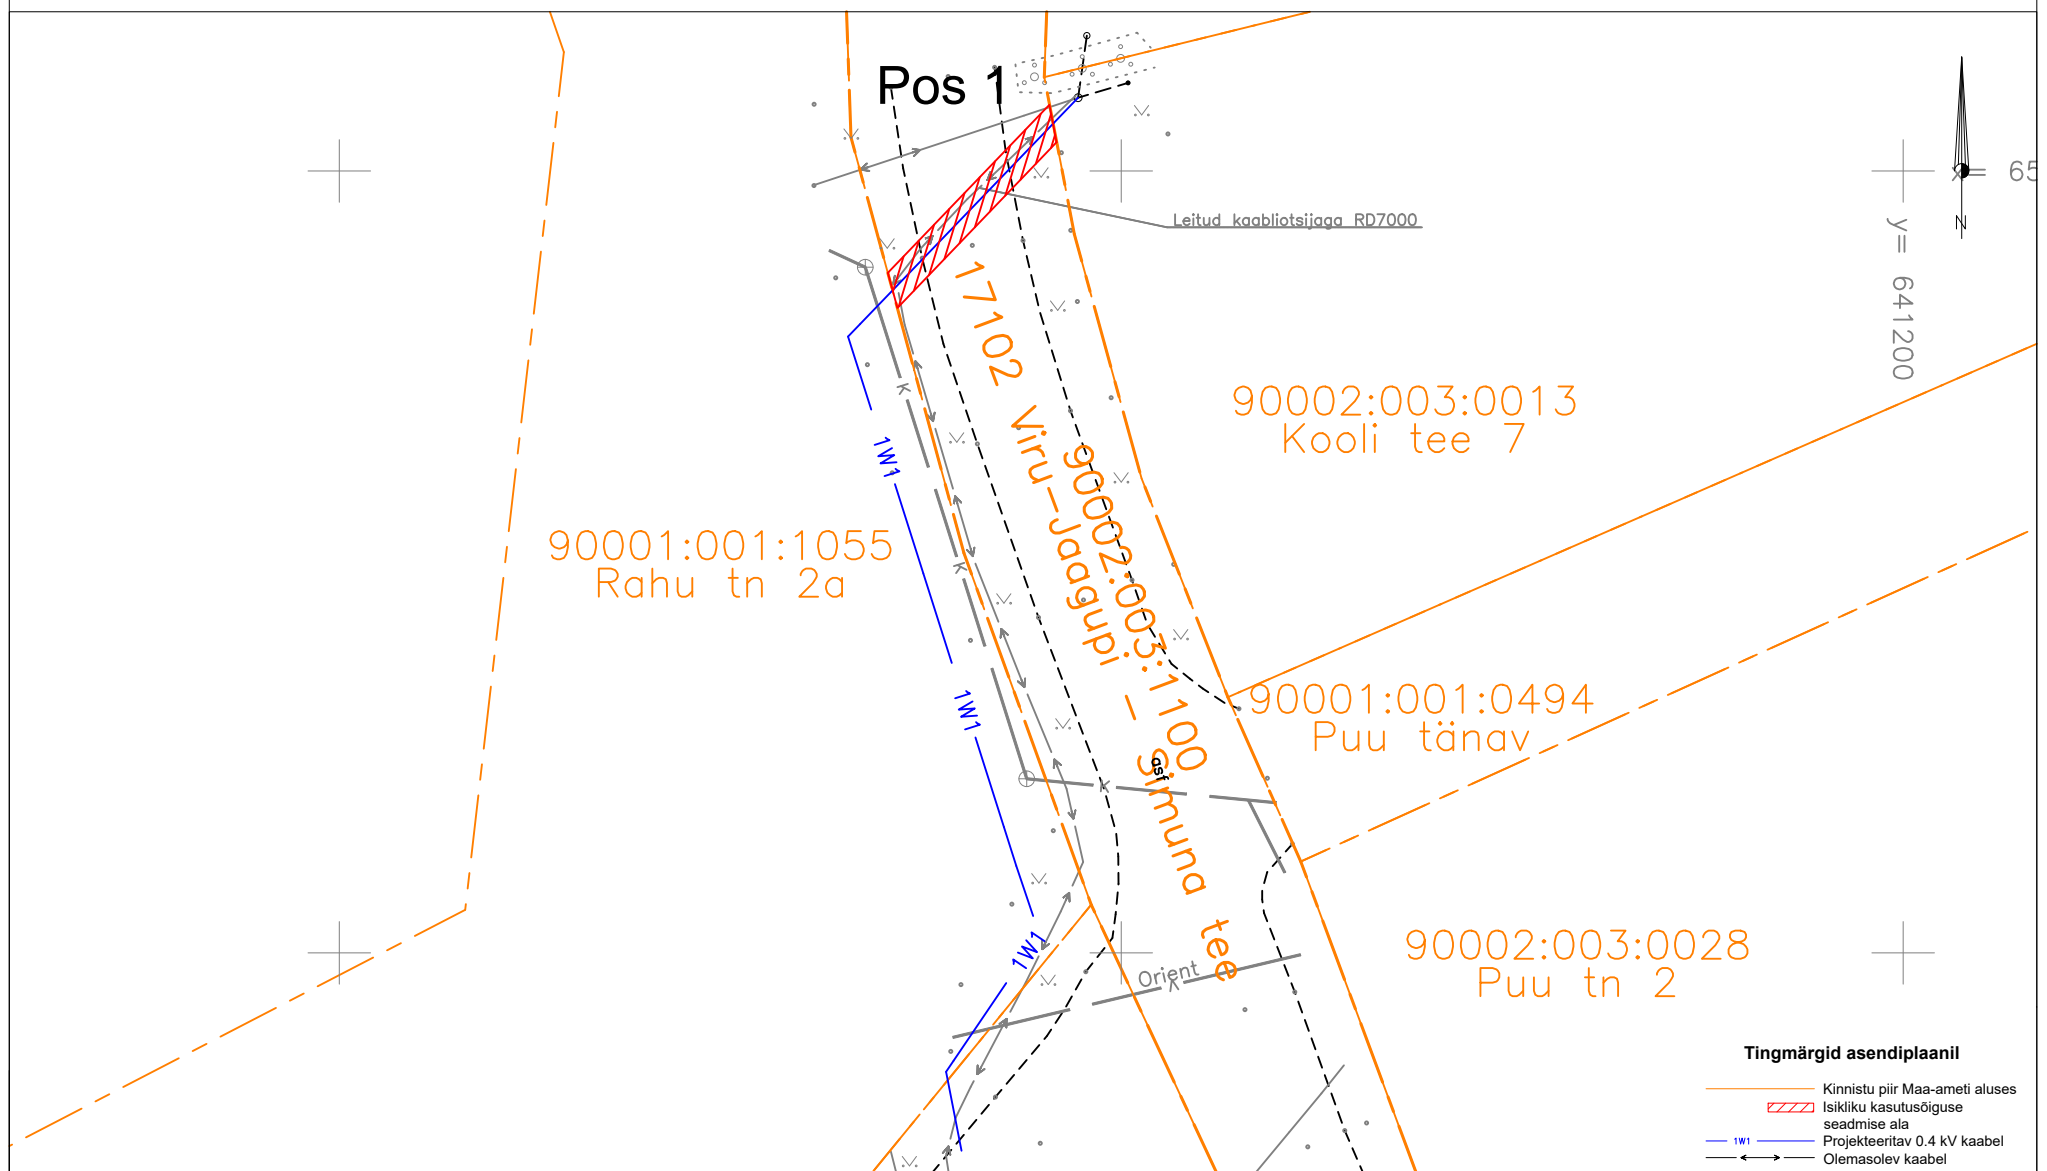 Pos 1
65
Leitud kaabliotsijaga RD7000
N
y= 641200
17102 Viru-Jaagupi – Simuna tee
90002:003:1100
90002:003:0013
Kooli tee 7
K
1W1
90001:001:1055
Rahu tn 2a
K
90001:001:0494
Puu tänav
1W1
asf
K
1W1
90002:003:0028
Puu tn 2
Orient
K
Tingmärgid asendiplaanil
Kinnistu piir Maa-ameti aluses
Isikliku kasutusõiguse
seadmise ala
1W1
Projekteeritav 0.4 kV kaabel
Olemasolev kaabel